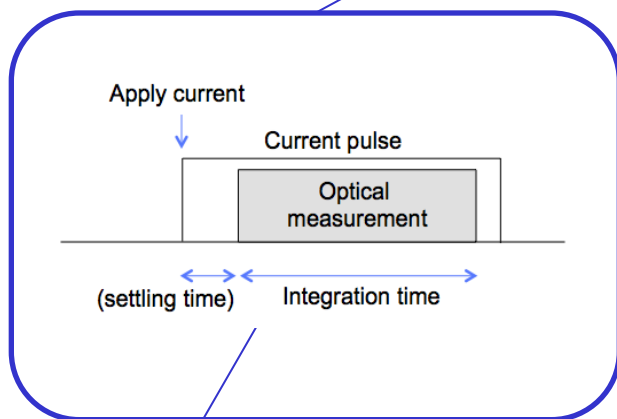 Apply current
Current pulse
Optical
measurement
(settling time)
Integration time